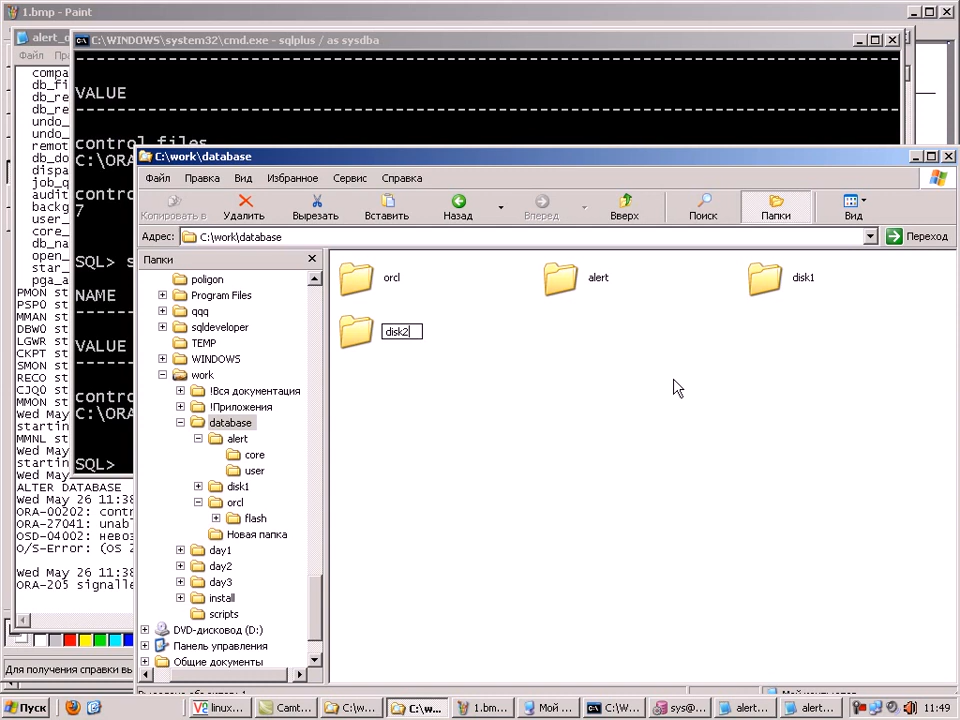 1.bmp - Paint
alert_o
C:\WINDOWS\system32\cmd.exe - sqlplus / as sysdba
Файл
compa
db_fi
db_re
db_re
undo_
undo_
remot
db_do
dispa
job_q
audit
backg
user_
core_
db_na
open_
star_
pga_a
PMON st
PSP0 st
MMAN st
DBW0 st
LGWR st
CKPT st
SMON st
RECO st
CJQ0 st
MMON st
Wed May
startin
MMNL st
Wed May
startin
Wed May
ALTER DATABASE
Wed May 26 11:38
ORA-00202: contr
ORA-27041: unab
OSD-04002: невоз
O/S-Error: (OS 2
Wed May 26 11:38
ORA-205 signalle
VALUE
control_files
C:\ORA
contro
7
SQL> s
NAME
VALUE
contro
C:\ORA
SQL>
C:\work\database
Файл Правка Вид Избранное Сервис Справка
Копировать в Удалить Вырезать Вставить Назад Вперед Вверх Поиск Папки Вид
Адрес: C:\work\database Переход
Папки
poligon
Program Files
qqq
sqldeveloper
TEMP
WINDOWS
work
!Вся документация
!Приложения
database
alert
core
user
disk1
orcl
flash
Новая папка
day1
day2
day3
install
scripts
DVD-дисковод (D:)
Панель управления
Общие документы
orcl alert disk1
disk2
Для получения справки вы
Пуск linux... Camt... C:\w... C:\w... 1.bm... Мой ... C:\W... sys@... alert... alert... 11:49